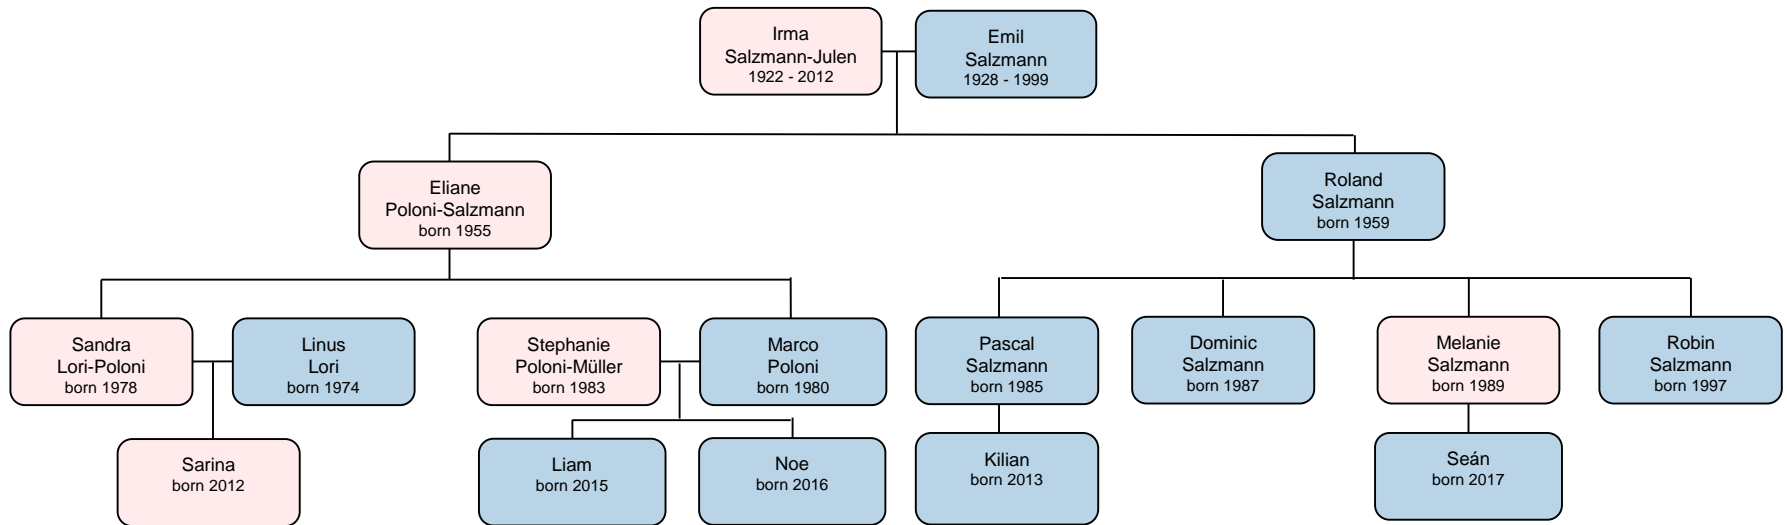 Irma
Salzmann-Julen
1922 - 2012
Emil
Salzmann
1928 - 1999
Eliane
Poloni-Salzmann
born 1955
Roland
Salzmann
born 1959
Sandra
Lori-Poloni
born 1978
Linus
Lori
born 1974
Stephanie
Poloni-Müller
born 1983
Marco
Poloni
born 1980
Pascal
Salzmann
born 1985
Dominic
Salzmann
born 1987
Melanie
Salzmann
born 1989
Robin
Salzmann
born 1997
Sarina
born 2012
Liam
born 2015
Noe
born 2016
Kilian
born 2013
Seán
born 2017